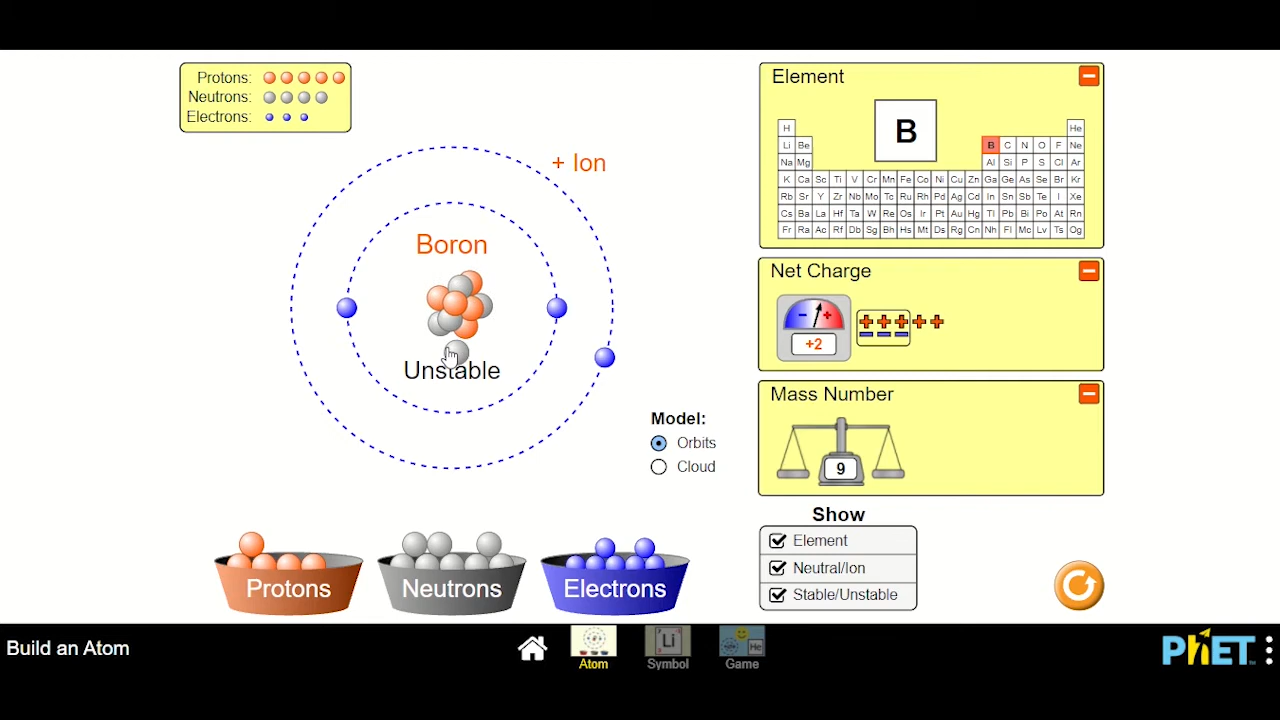 Protons:
Neutrons:
Electrons:
+ Ion
Boron
Unstable
Model:
Orbits
Cloud
Protons
Neutrons
Electrons
Element
B
H He
Li Be B C N O F Ne
Na Mg Al Si P S Cl Ar
K Ca Sc Ti V Cr Mn Fe Co Ni Cu Zn Ga Ge As Se Br Kr
Rb Sr Y Zr Nb Mo Tc Ru Rh Pd Ag Cd In Sn Sb Te I Xe
Cs Ba La Hf Ta W Re Os Ir Pt Au Hg Tl Pb Bi Po At Rn
Fr Ra Ac Rf Db Sg Bh Hs Mt Ds Rg Cn Nh Fl Mc Lv Ts Og
Net Charge
- +
+2
Mass Number
9
Show
Element
Neutral/Ion
Stable/Unstable
Build an Atom
Atom
Li
Symbol
He
Game
PhET